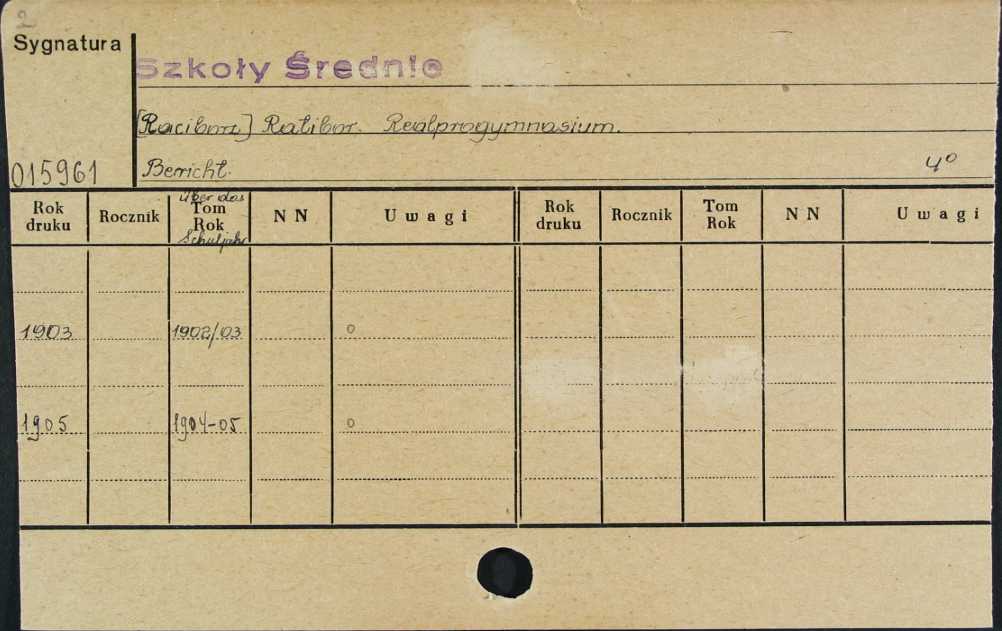 Sygnatura
Szkoły Średnie
[Racibórz] Ratibor. Realprogymnasium.
015961
Bericht. 4°
über das
Rok druku Rocznik Tom Rok N N Uwagi Rok druku Rocznik Tom Rok N N Uwagi
Schuljahr
1903 1902/03 o
1905 1904-05 o